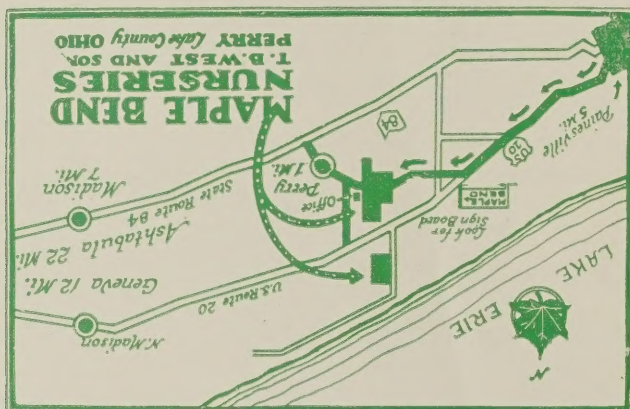 MAPLE BEND
NURSERIES
T. B. WEST AND SON
PERRY Lake County OHIO
84
Painesville
5 Mi.
US
20
MAPLE
BEND
Look for
Sign Board
Perry
1 Mi.
Office
State Route 84
Madison
7 Mi.
Ashtabula 22 Mi.
Geneva 12 Mi.
U.S. Route 20
N. Madison
LAKE ERIE
N